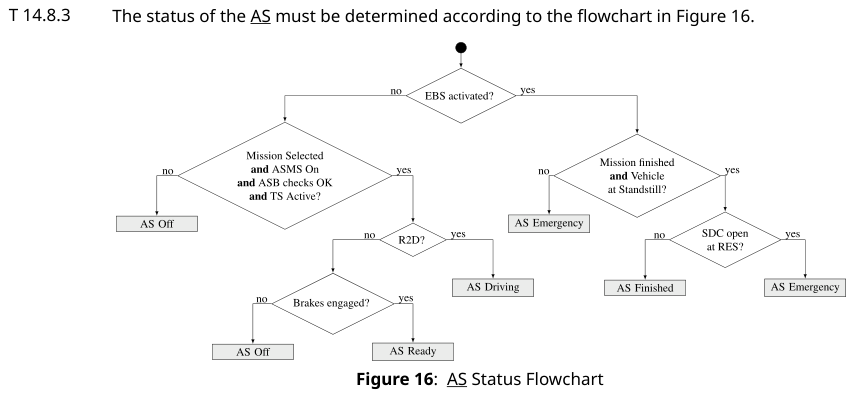 T 14.8.3 The status of the AS must be determined according to the flowchart in Figure 16.
EBS activated?
no
yes
Mission Selected
and ASMS On
and ASB checks OK
and TS Active?
no
yes
Mission finished
and Vehicle
at Standstill?
no
yes
AS Off
AS Emergency
R2D?
no
yes
SDC open
at RES?
no
yes
AS Driving
AS Finished
AS Emergency
Brakes engaged?
no
yes
AS Off
AS Ready
Figure 16: AS Status Flowchart